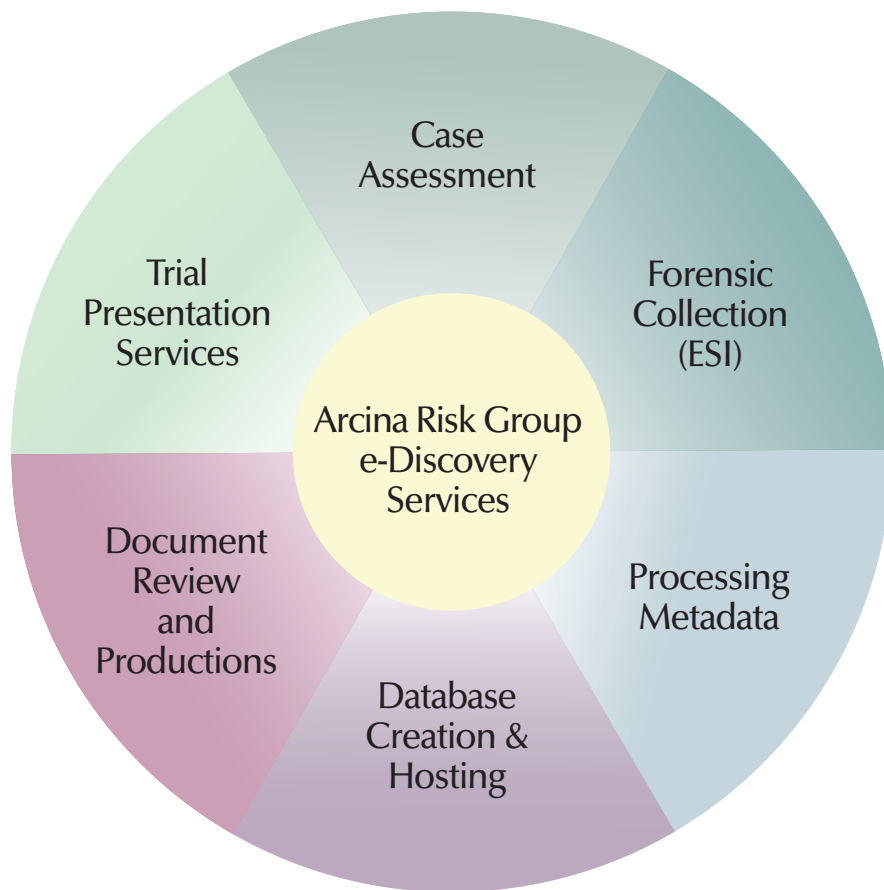 Case
Assessment
Forensic
Collection
(ESI)
Processing
Metadata
Database
Creation &
Hosting
Document
Review
and
Productions
Trial
Presentation
Services
Arcina Risk Group
e-Discovery
Services